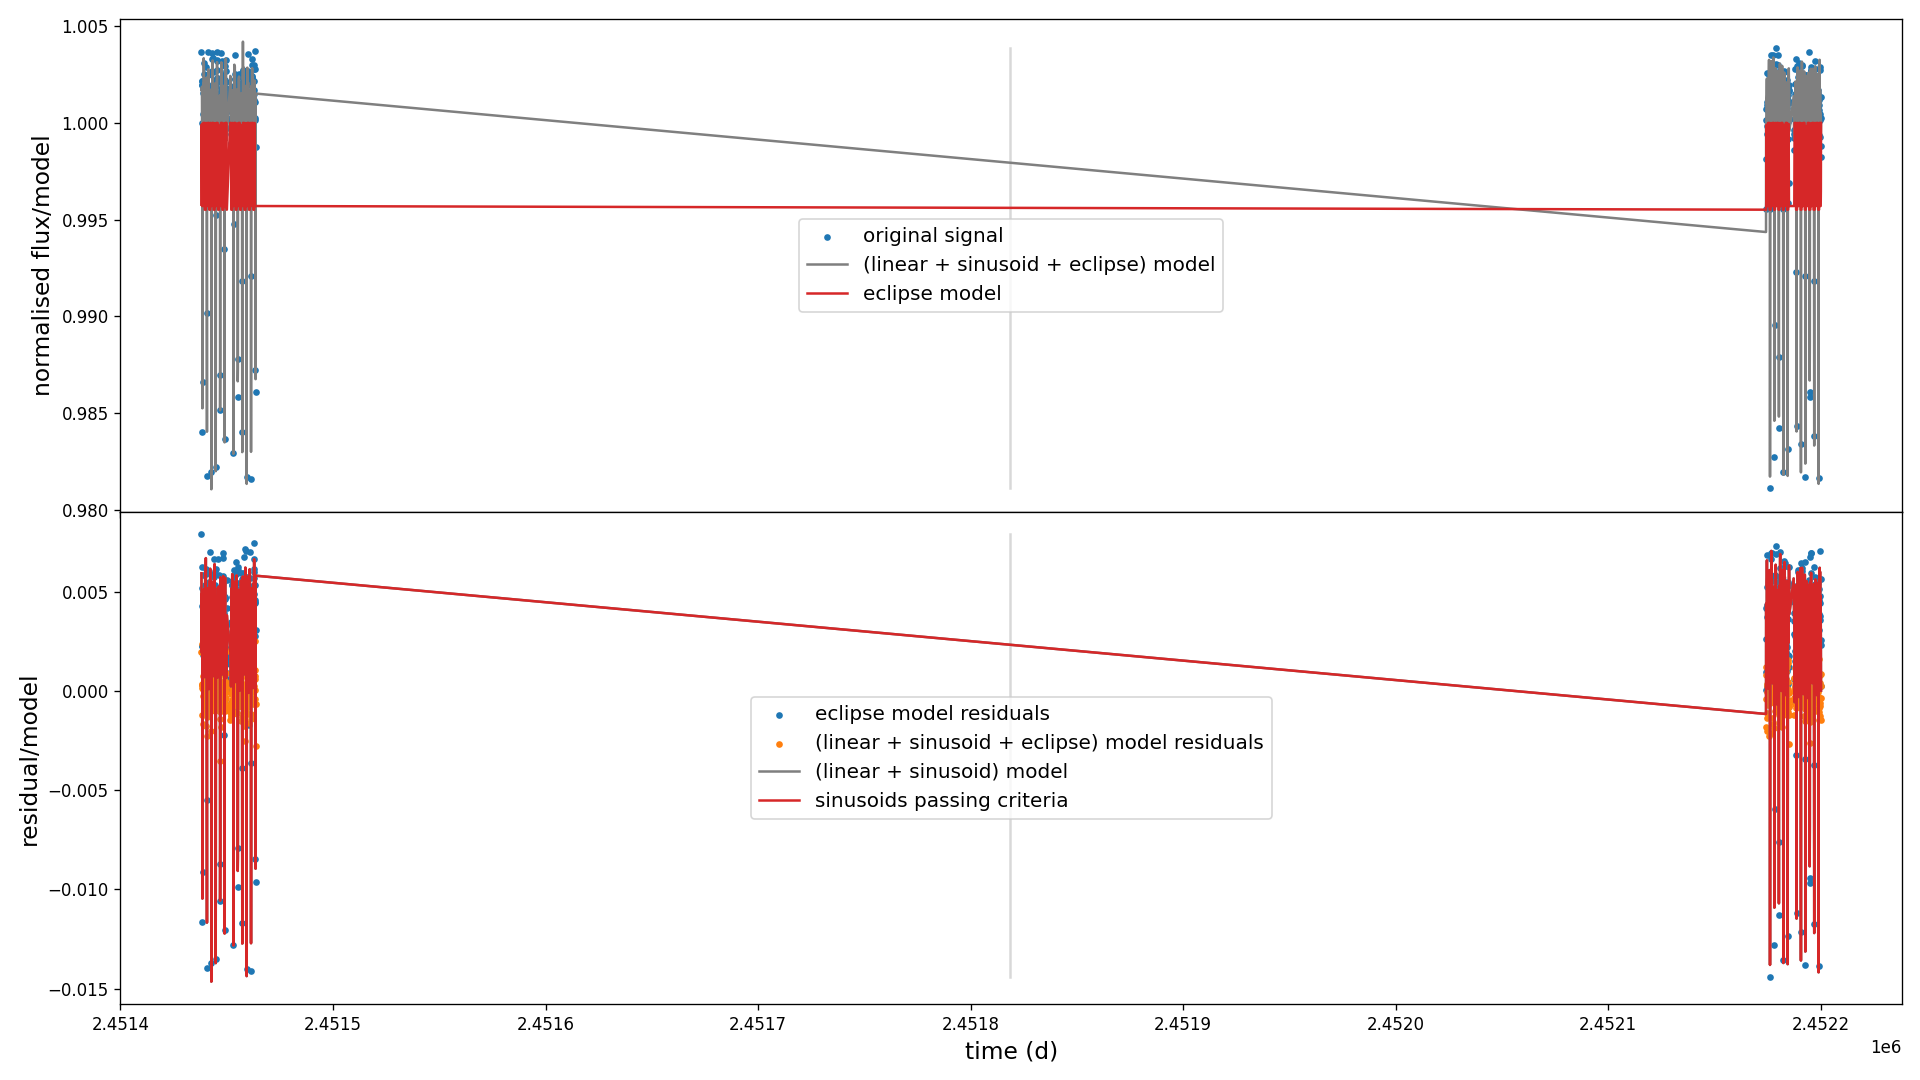 1.005
1.000
0.995
0.990
0.985
0.980
normalised flux/model
original signal
(linear + sinusoid + eclipse) model
eclipse model
0.005
0.000
−0.005
−0.010
−0.015
residual/model
eclipse model residuals
(linear + sinusoid + eclipse) model residuals
(linear + sinusoid) model
sinusoids passing criteria
2.4514 2.4515 2.4516 2.4517 2.4518 2.4519 2.4520 2.4521 2.4522
1e6
time (d)